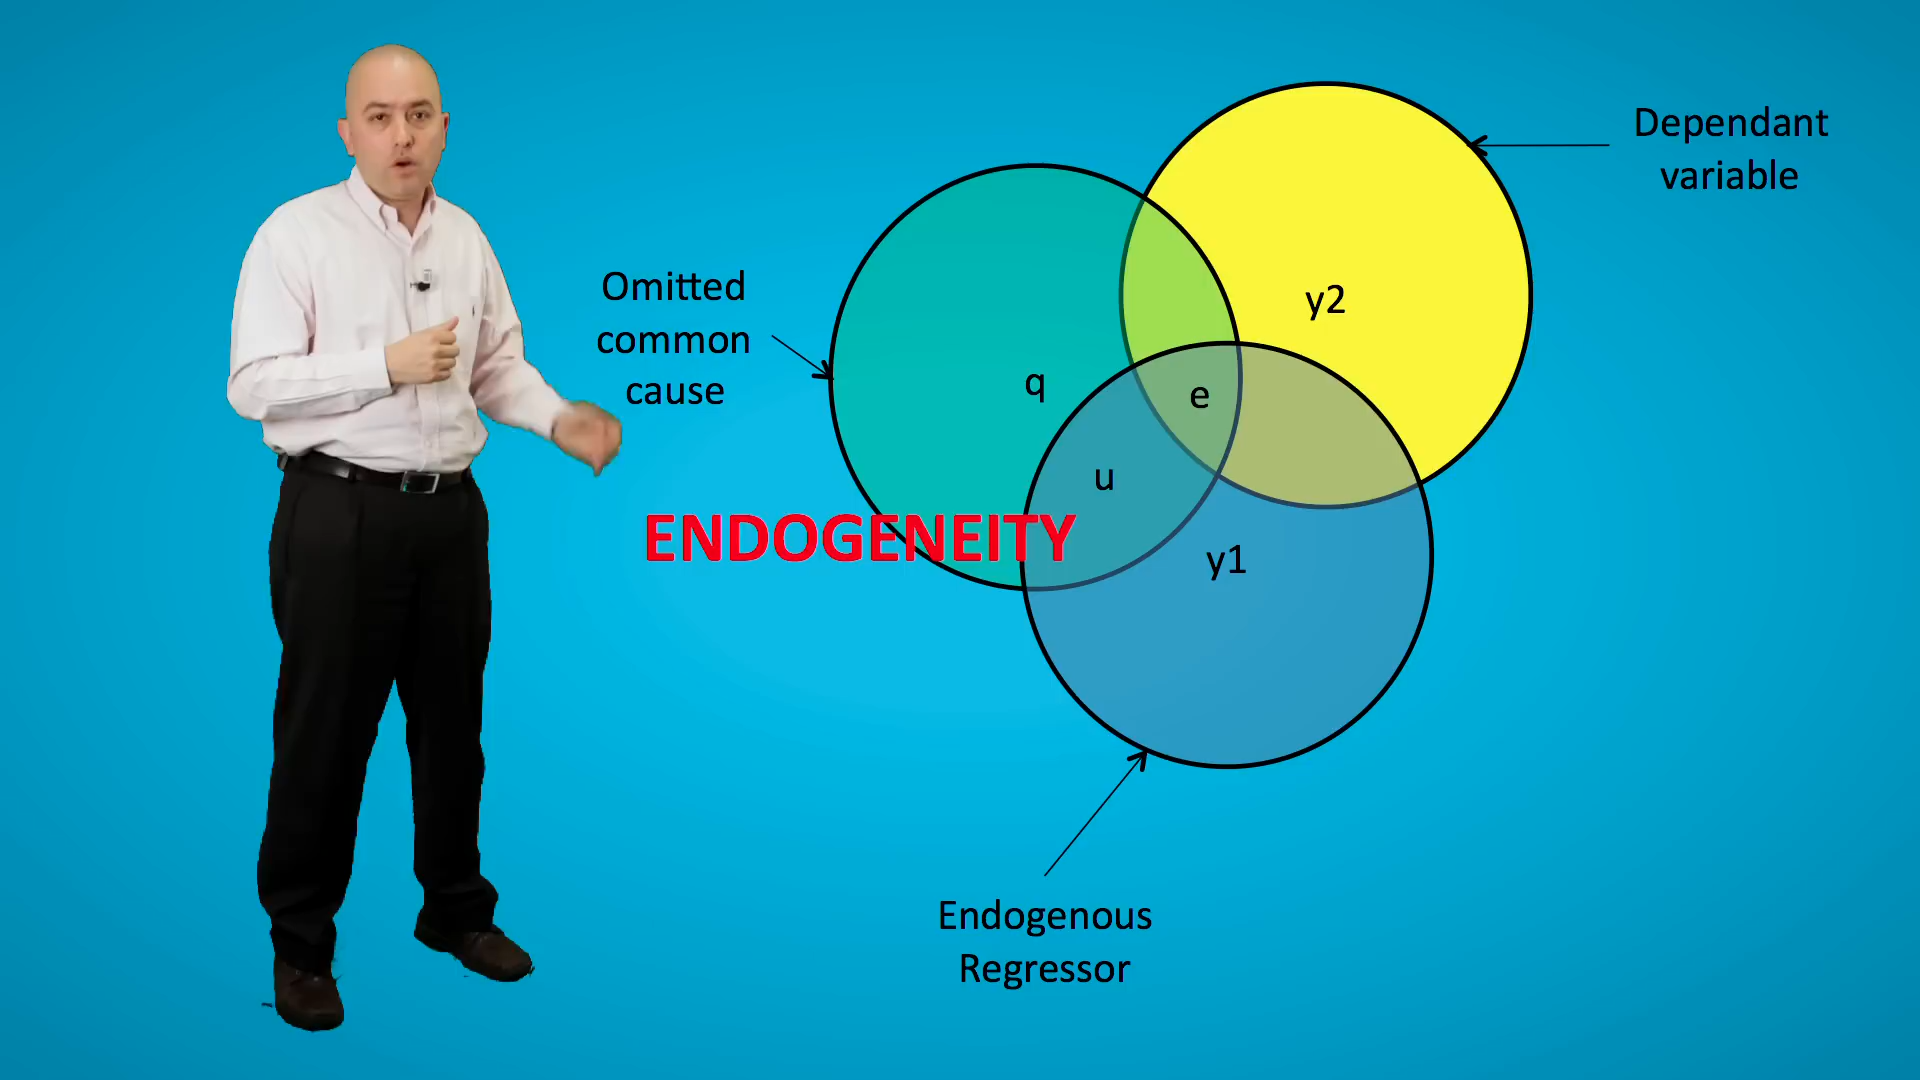 Dependant
variable
Omitted
common
cause
y2
q
e
u
ENDOGENEITY
y1
Endogenous
Regressor